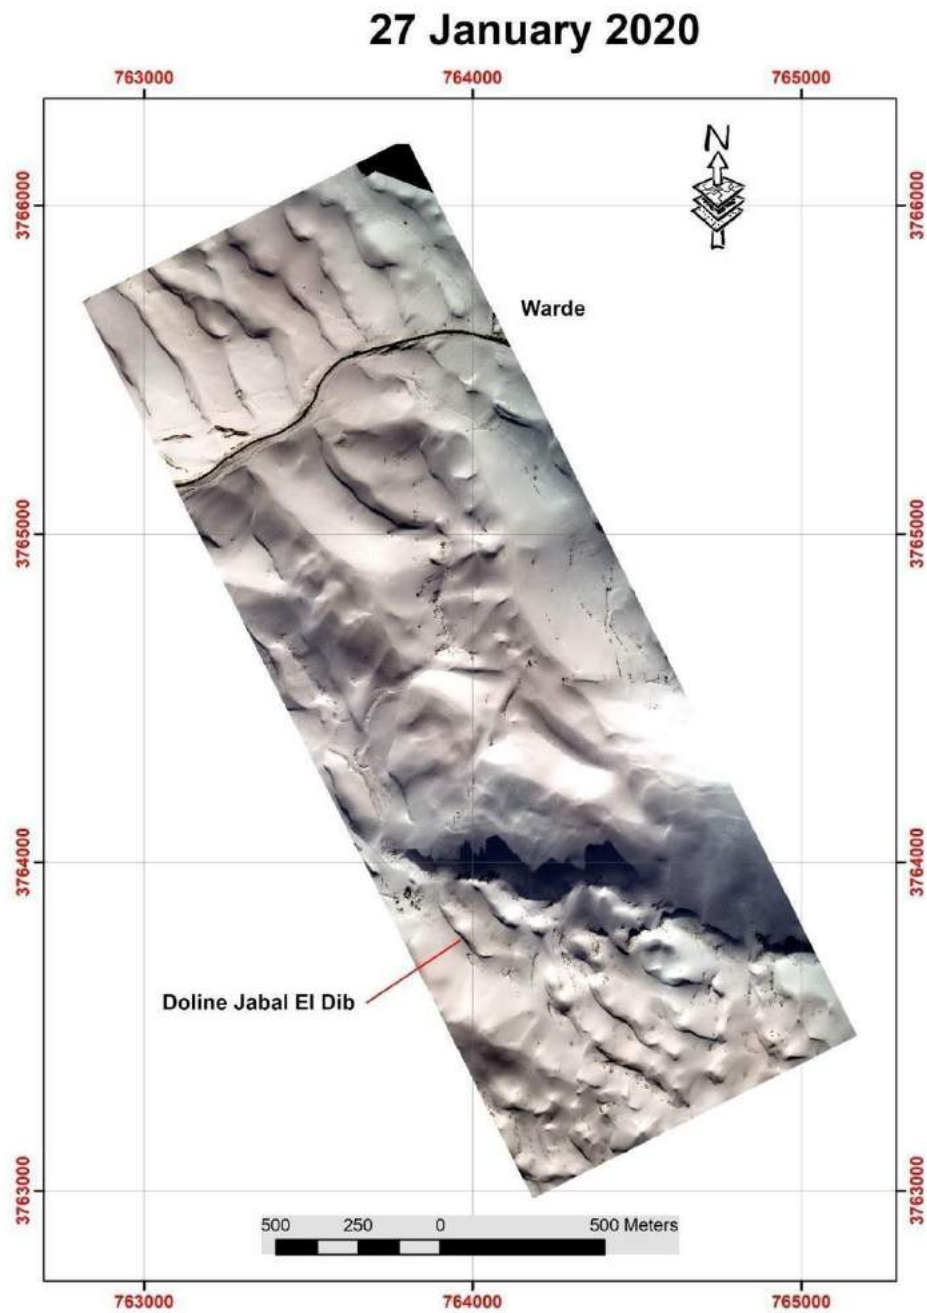 27 January 2020
763000 764000 765000
N
3766000 3766000
Warde
3765000 3765000
3764000 3764000
Doline Jabal El Dib
3763000 3763000
500 250 0 500 Meters
763000 764000 765000